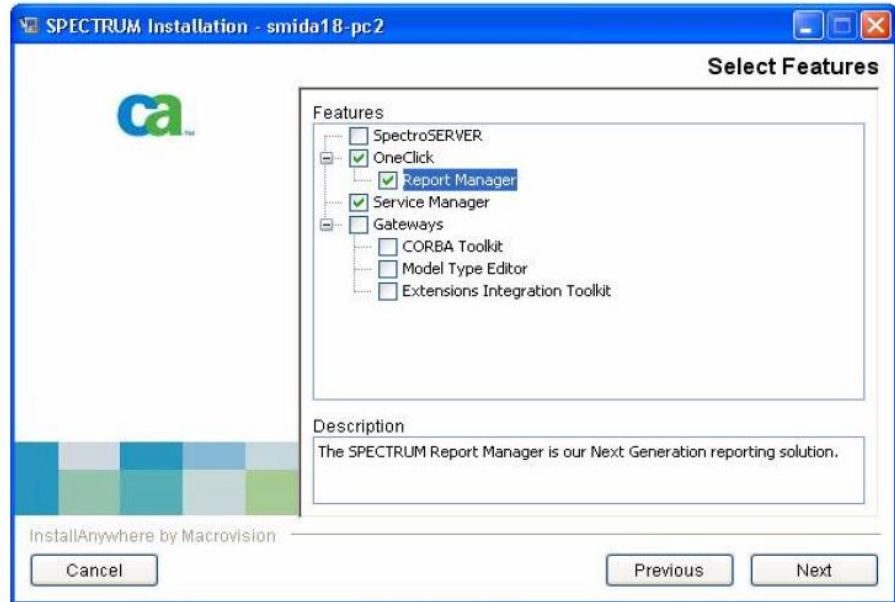 SPECTRUM Installation - smida18-pc2
Select Features
ca™
Features
SpectroSERVER
OneClick
Report Manager
Service Manager
Gateways
CORBA Toolkit
Model Type Editor
Extensions Integration Toolkit
Description
The SPECTRUM Report Manager is our Next Generation reporting solution.
InstallAnywhere by Macrovision
Cancel
Previous
Next